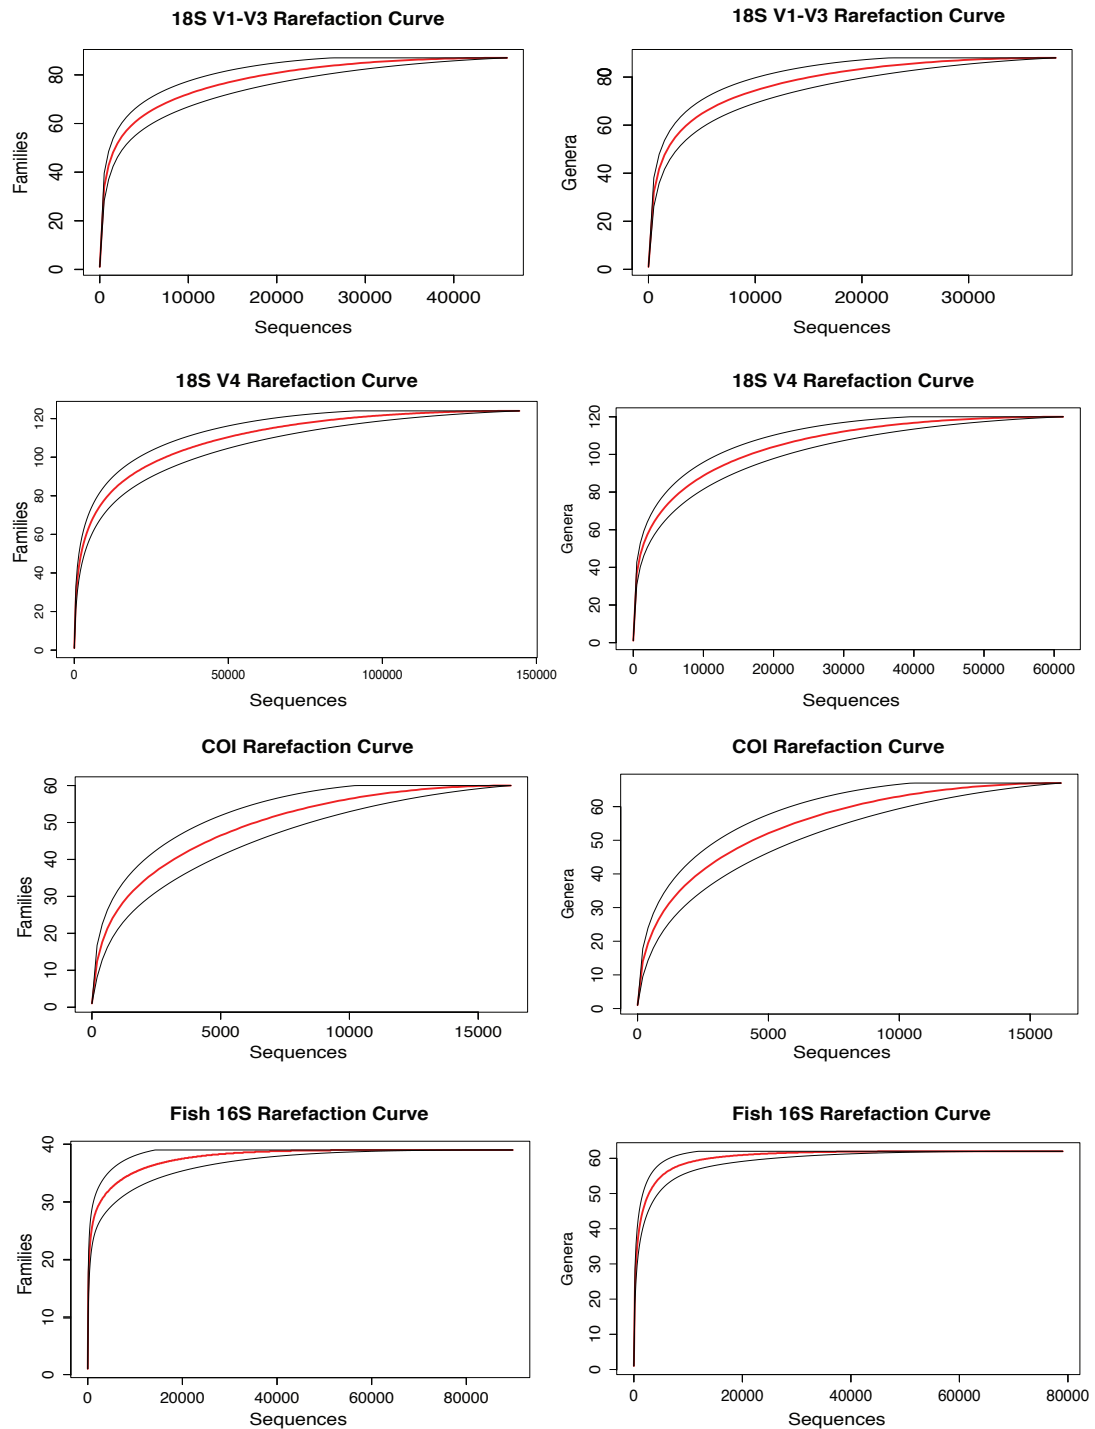 18S V1-V3 Rarefaction Curve
Families
0 20 40 60 80
0 10000 20000 30000 40000
Sequences
18S V1-V3 Rarefaction Curve
Genera
0 20 40 60 80
0 10000 20000 30000
Sequences
18S V4 Rarefaction Curve
Families
0 20 40 60 80 100 120
0 50000 100000 150000
Sequences
18S V4 Rarefaction Curve
Genera
0 20 40 60 80 100 120
0 10000 20000 30000 40000 50000 60000
Sequences
COI Rarefaction Curve
Families
0 10 20 30 40 50 60
0 5000 10000 15000
Sequences
COI Rarefaction Curve
Genera
0 10 20 30 40 50 60
0 5000 10000 15000
Sequences
Fish 16S Rarefaction Curve
Families
0 10 20 30 40
0 20000 40000 60000 80000
Sequences
Fish 16S Rarefaction Curve
Genera
0 10 20 30 40 50 60
0 20000 40000 60000 80000
Sequences